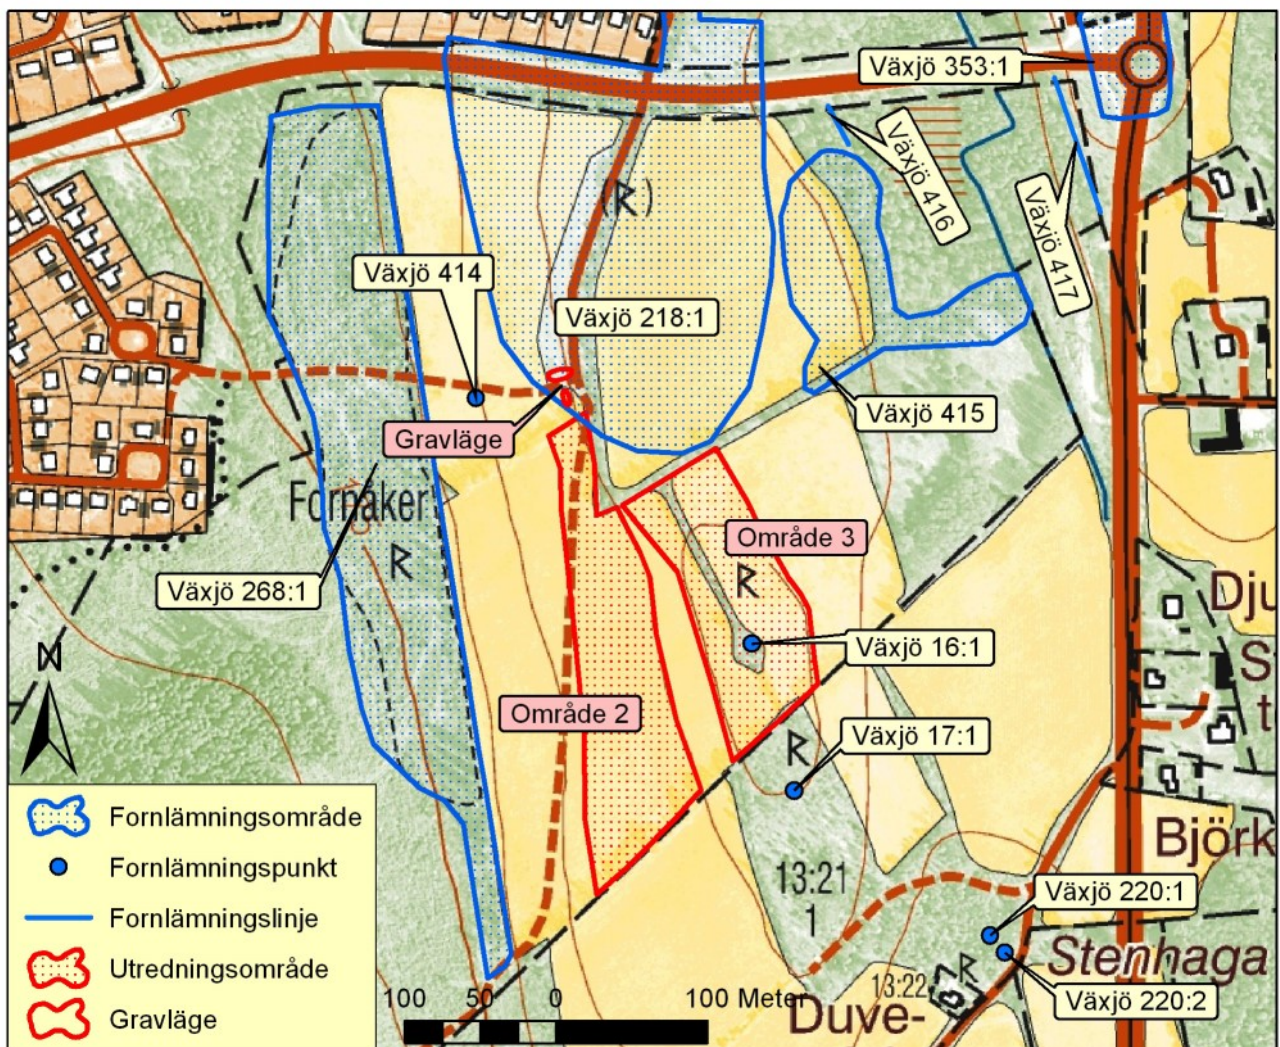 Växjö 353:1
Växjö 416
Växjö 417
(R)
Växjö 414
Växjö 218:1
Växjö 415
Gravläge
Fornåker
R
Område 3
R
Växjö 268:1
Växjö 16:1
Område 2
Växjö 17:1
R
Dju
S
t
N
Björk
13:21
1
Växjö 220:1
Stenhaga
Växjö 220:2
R
13:22
Duve-
Fornlämningsområde
Fornlämningspunkt
Fornlämningslinje
Utredningsområde
Gravläge
100 50 0 100 Meter